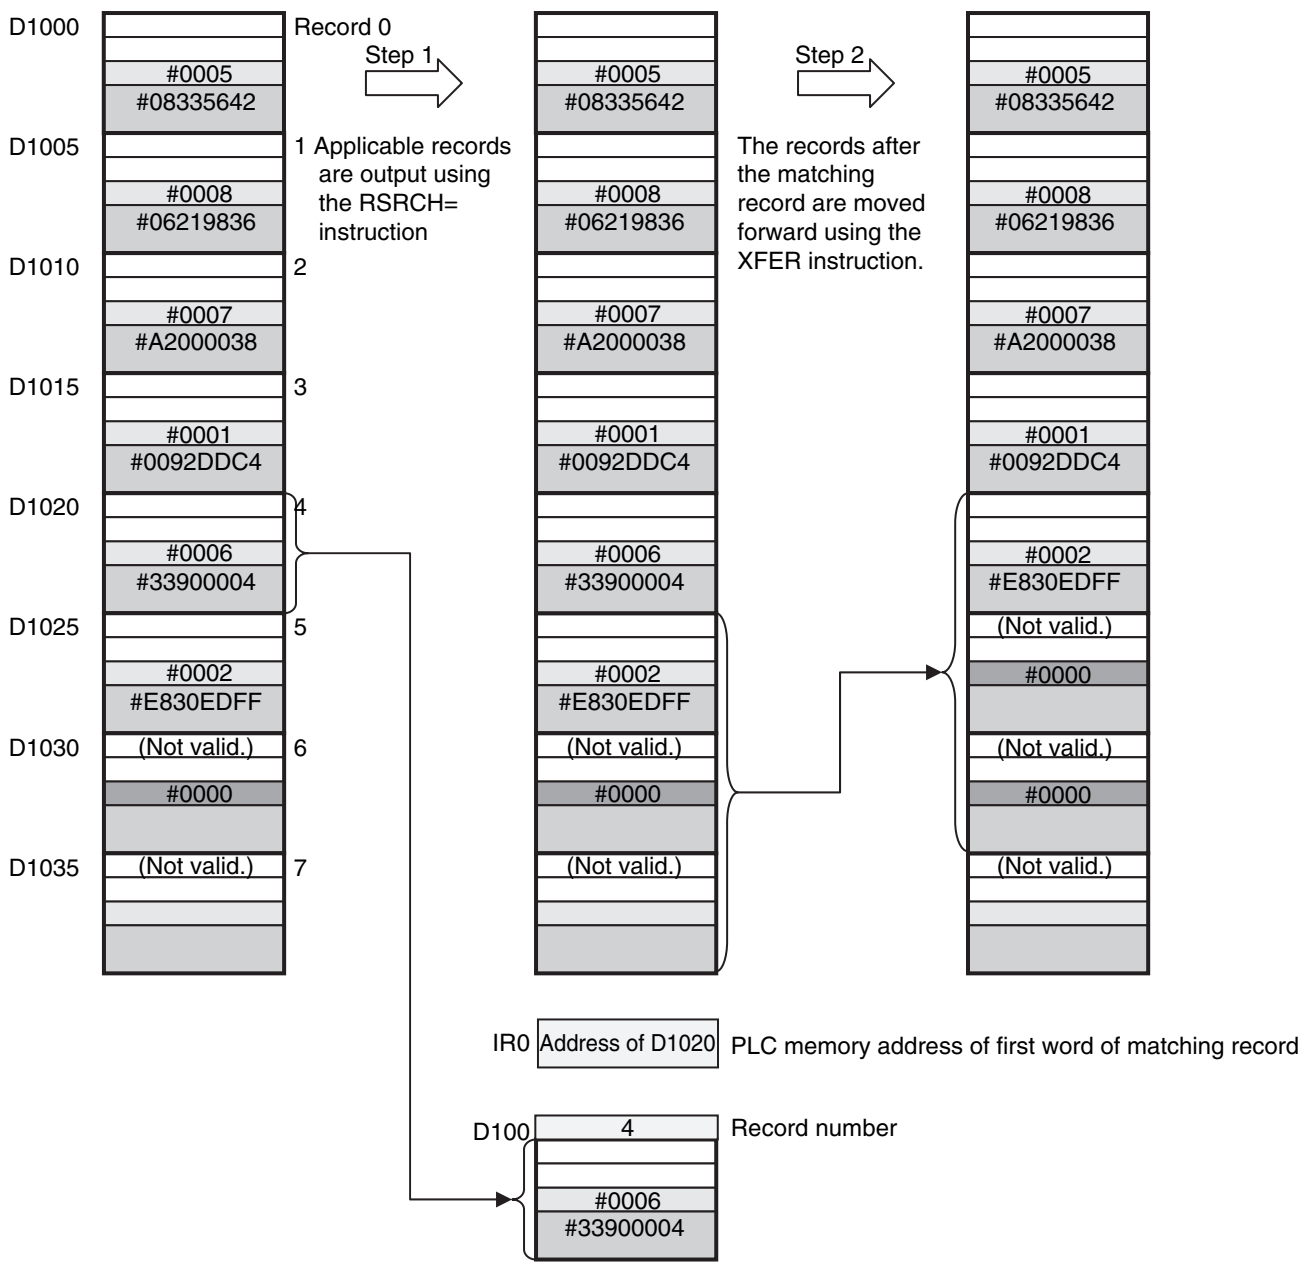 D1000
Record 0
Step 1
Step 2
#0005
#08335642
#0005
#08335642
#0005
#08335642
D1005
1 Applicable records
are output using
the RSRCH=
instruction
The records after
the matching
record are moved
forward using the
XFER instruction.
#0008
#06219836
#0008
#06219836
#0008
#06219836
D1010
2
#0007
#A2000038
#0007
#A2000038
#0007
#A2000038
D1015
3
#0001
#0092DDC4
#0001
#0092DDC4
#0001
#0092DDC4
D1020
4
#0006
#33900004
#0006
#33900004
#0002
#E830EDFF
D1025
5
(Not valid.)
#0002
#E830EDFF
#0002
#E830EDFF
#0000
D1030
(Not valid.)
6
(Not valid.)
(Not valid.)
#0000
#0000
#0000
D1035
(Not valid.)
7
(Not valid.)
(Not valid.)
IR0
Address of D1020
PLC memory address of first word of matching record
D100
4
Record number
#0006
#33900004